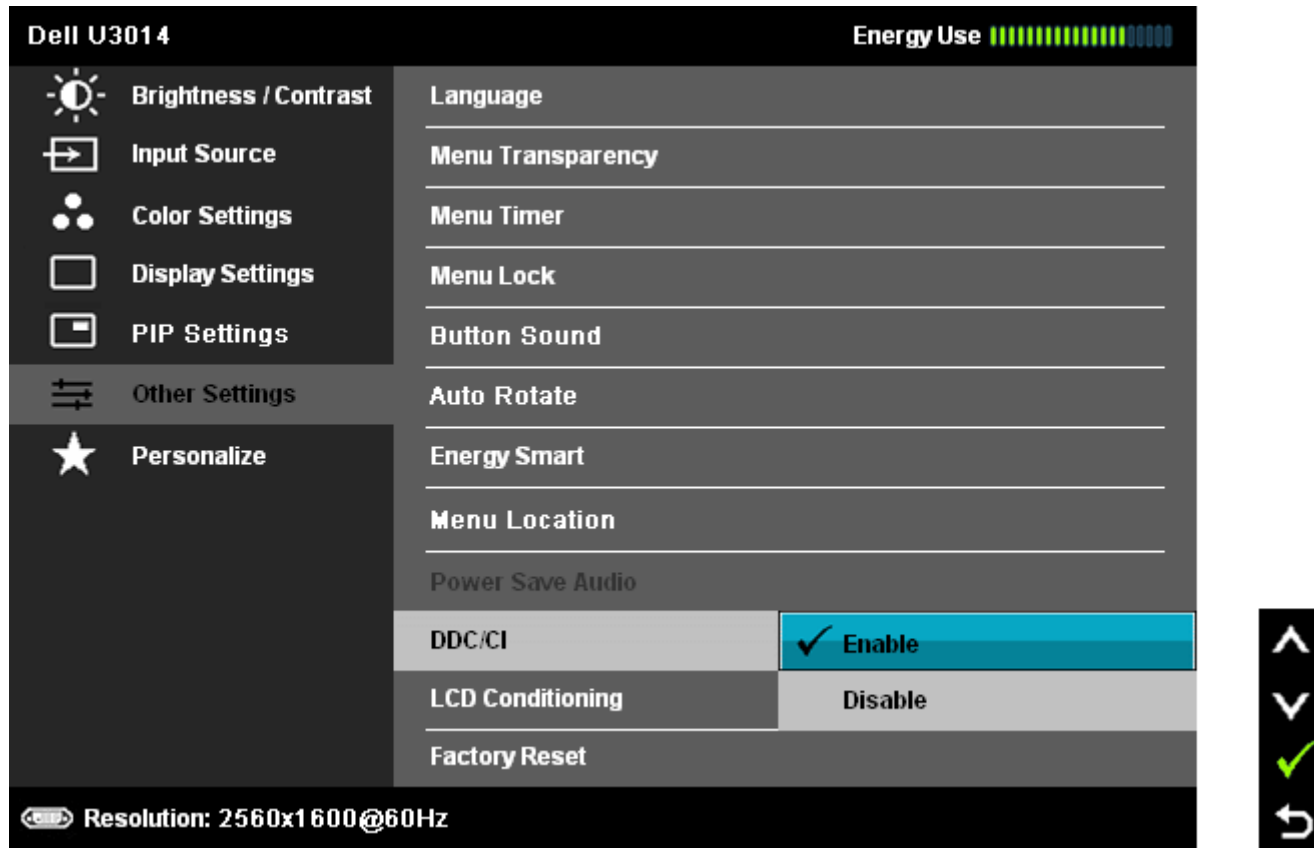 Dell U3014
Energy Use
Brightness / Contrast
Input Source
Color Settings
Display Settings
PIP Settings
Other Settings
Personalize
Language
Menu Transparency
Menu Timer
Menu Lock
Button Sound
Auto Rotate
Energy Smart
Menu Location
Power Save Audio
DDC/CI
Enable
Disable
LCD Conditioning
Factory Reset
Resolution: 2560x1600@60Hz